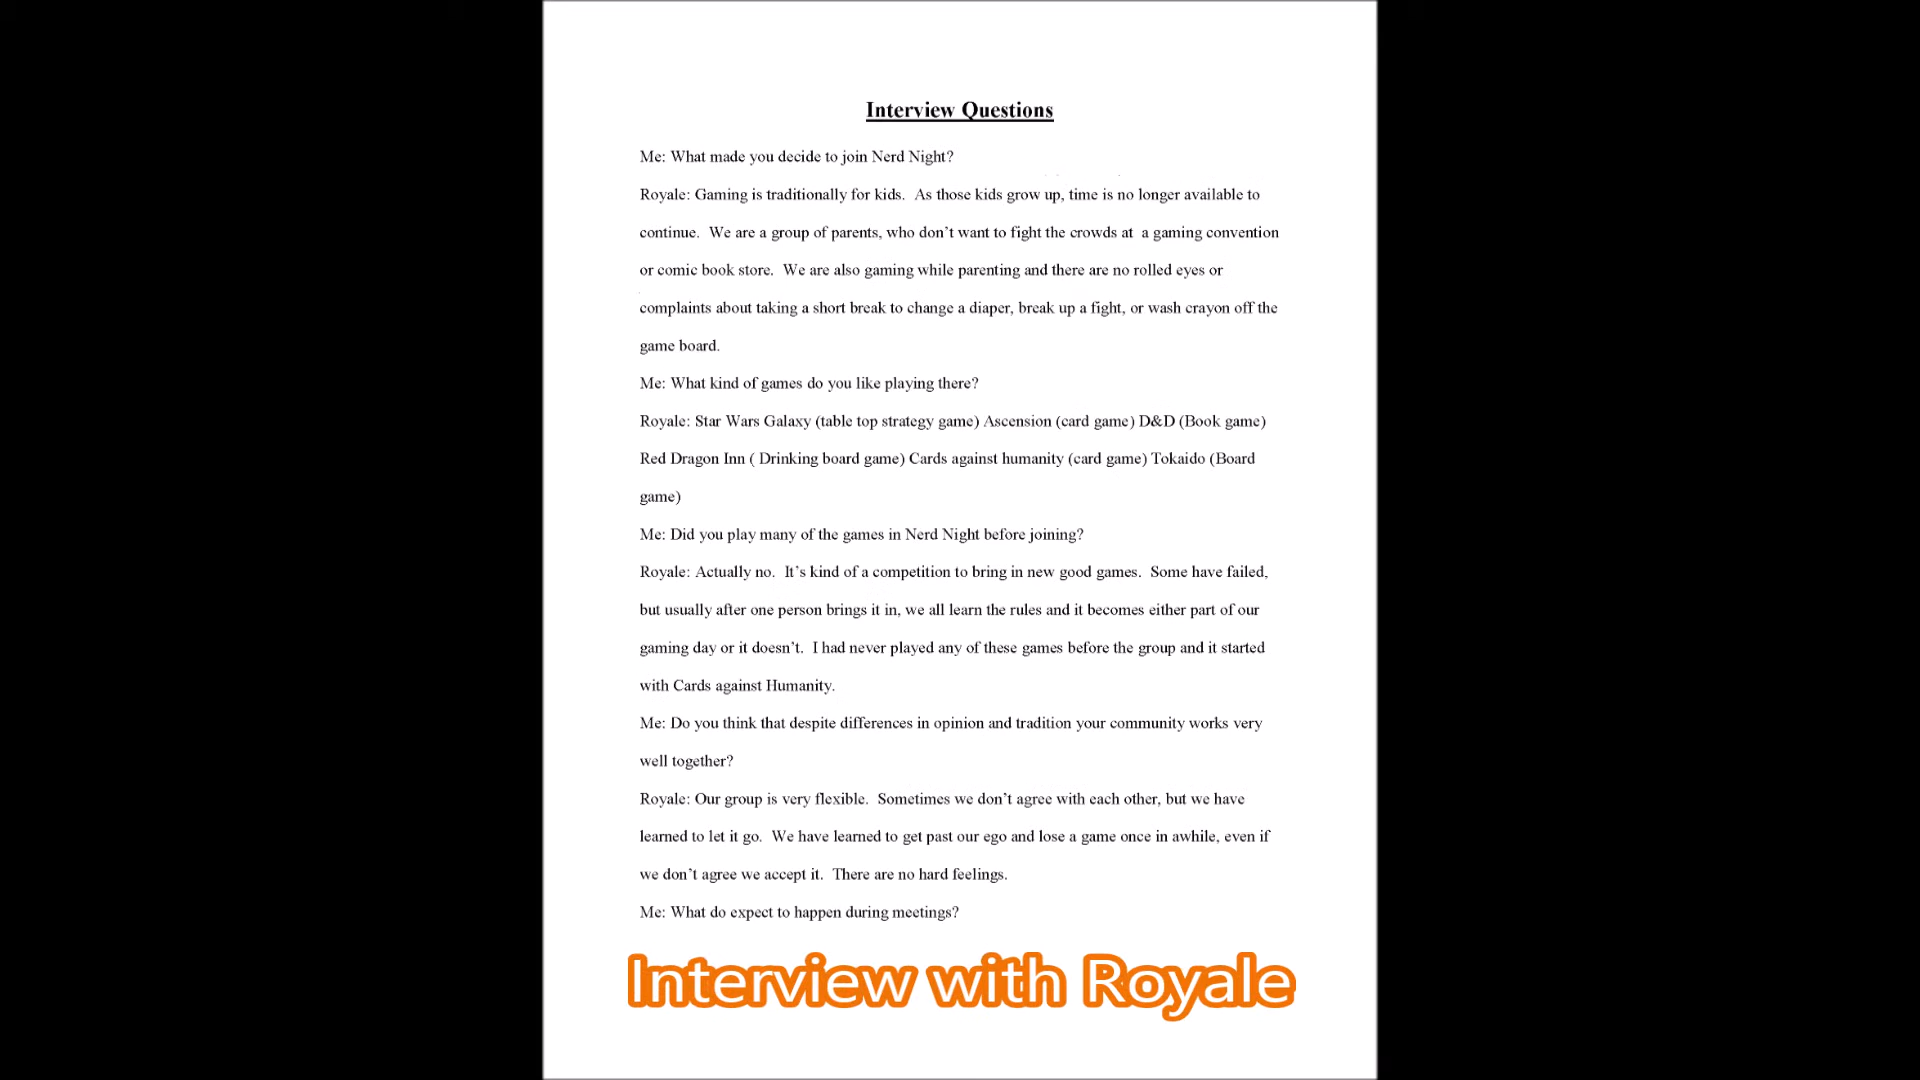 Interview Questions
Me: What made you decide to join Nerd Night?
Royale: Gaming is traditionally for kids.  As those kids grow up, time is no longer available to
continue.  We are a group of parents, who don’t want to fight the crowds at  a gaming convention
or comic book store.  We are also gaming while parenting and there are no rolled eyes or
complaints about taking a short break to change a diaper, break up a fight, or wash crayon off the
game board.
Me: What kind of games do you like playing there?
Royale: Star Wars Galaxy (table top strategy game) Ascension (card game) D&D (Book game)
Red Dragon Inn ( Drinking board game) Cards against humanity (card game) Tokaido (Board
game)
Me: Did you play many of the games in Nerd Night before joining?
Royale: Actually no.  It’s kind of a competition to bring in new good games.  Some have failed,
but usually after one person brings it in, we all learn the rules and it becomes either part of our
gaming day or it doesn’t.  I had never played any of these games before the group and it started
with Cards against Humanity.
Me: Do you think that despite differences in opinion and tradition your community works very
well together?
Royale: Our group is very flexible.  Sometimes we don’t agree with each other, but we have
learned to let it go.  We have learned to get past our ego and lose a game once in awhile, even if
we don’t agree we accept it.  There are no hard feelings.
Me: What do expect to happen during meetings?
Interview with Royale